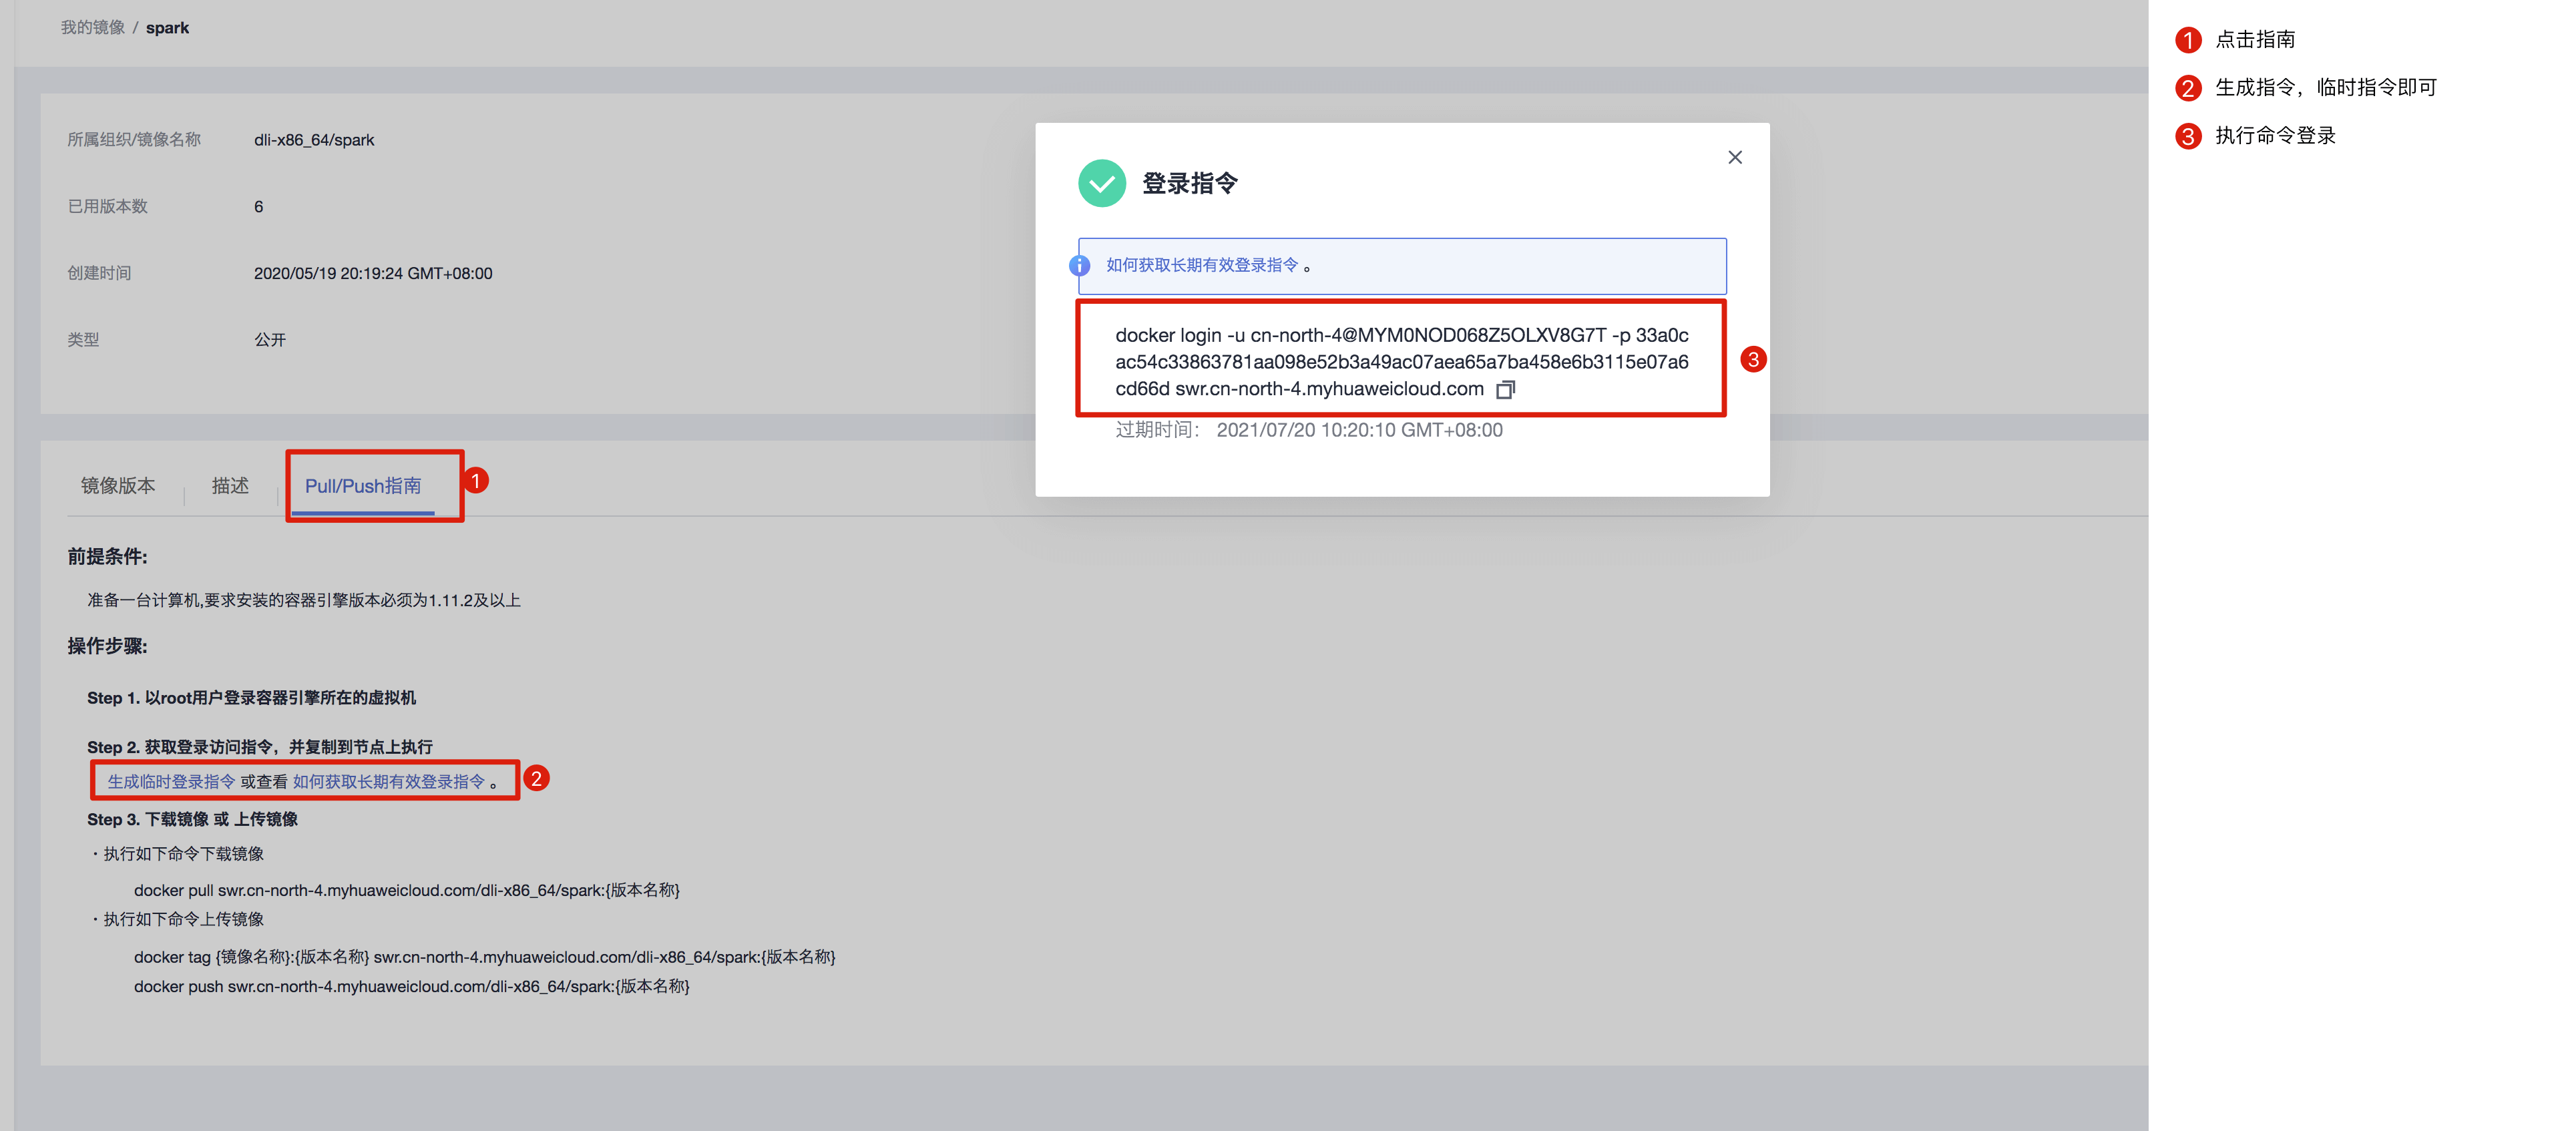 我的镜像 / spark
所属组织/镜像名称 dli-x86_64/spark
已用版本数 6
创建时间 2020/05/19 20:19:24 GMT+08:00
类型 公开
镜像版本 描述 Pull/Push指南 1
前提条件:
准备一台计算机,要求安装的容器引擎版本必须为1.11.2及以上
操作步骤:
Step 1. 以root用户登录容器引擎所在的虚拟机
Step 2. 获取登录访问指令，并复制到节点上执行
生成临时登录指令 或查看 如何获取长期有效登录指令 。 2
Step 3. 下载镜像 或 上传镜像
· 执行如下命令下载镜像
docker pull swr.cn-north-4.myhuaweicloud.com/dli-x86_64/spark:{版本名称}
· 执行如下命令上传镜像
docker tag {镜像名称}:{版本名称} swr.cn-north-4.myhuaweicloud.com/dli-x86_64/spark:{版本名称}
docker push swr.cn-north-4.myhuaweicloud.com/dli-x86_64/spark:{版本名称}
登录指令
如何获取长期有效登录指令 。
docker login -u cn-north-4@MYM0NOD068Z5OLXV8G7T -p 33a0c
ac54c33863781aa098e52b3a49ac07aea65a7ba458e6b3115e07a6
cd66d swr.cn-north-4.myhuaweicloud.com
3
过期时间： 2021/07/20 10:20:10 GMT+08:00
1 点击指南
2 生成指令，临时指令即可
3 执行命令登录